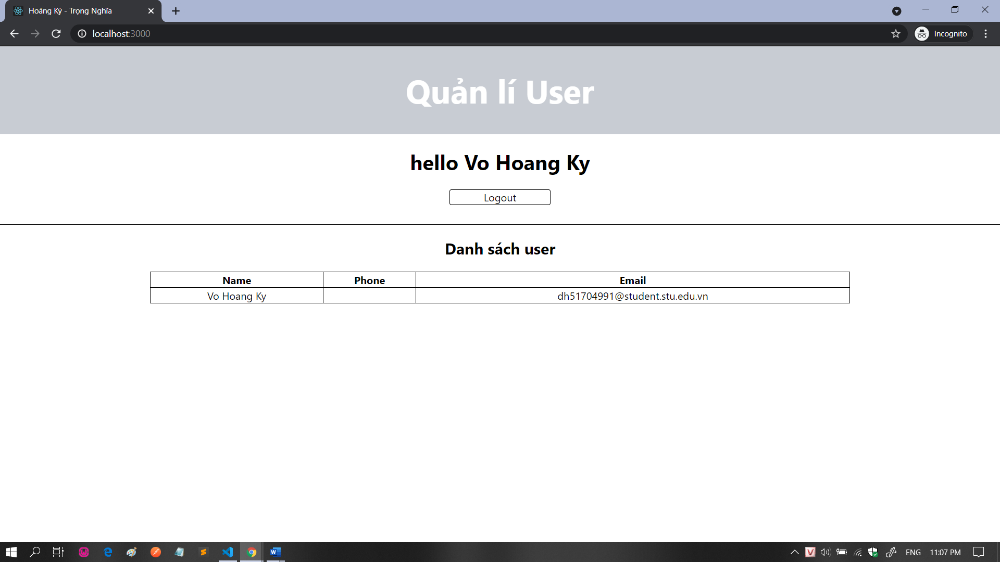 Hoàng Kỳ - Trọng Nghĩa
localhost:3000
Incognito
Quản lí User
hello Vo Hoang Ky
Logout
Danh sách user
Name Phone Email
Vo Hoang Ky dh51704991@student.stu.edu.vn
ENG 11:07 PM